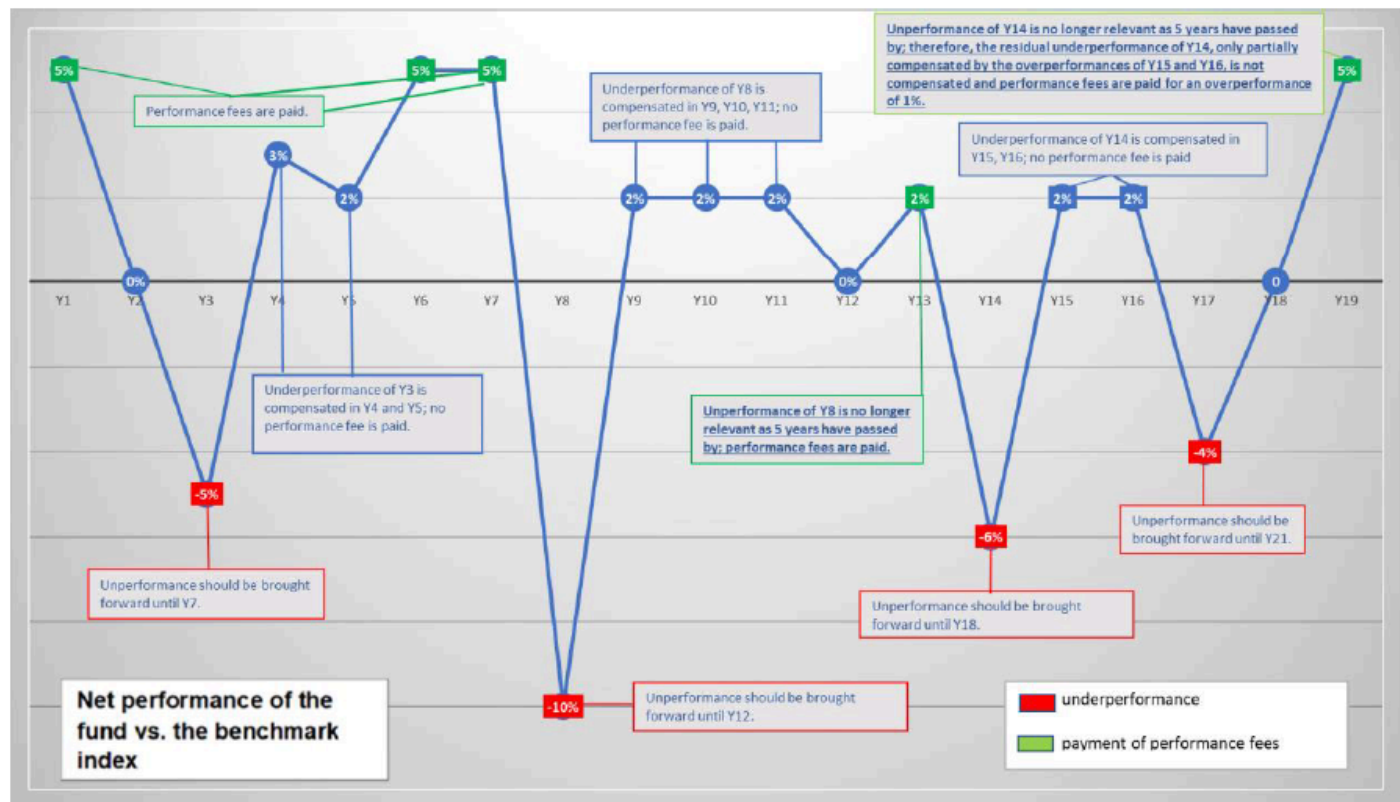 Unperformance of Y14 is no longer relevant as 5 years have passed
by; therefore, the residual underperformance of Y14, only partially
compensated by the overperformances of Y15 and Y16, is not
compensated and performance fees are paid for an overperformance
of 1%.
5%
5%
5%
5%
Performance fees are paid.
Underperformance of Y8 is
compensated in Y9, Y10, Y11; no
performance fee is paid.
Underperformance of Y14 is compensated in
Y15, Y16; no performance fee is paid
3%
2%
2%
2%
2%
2%
2%
2%
0%
0%
0
Y1
Y2
Y3
Y4
Y5
Y6
Y7
Y8
Y9
Y10
Y11
Y12
Y13
Y14
Y15
Y16
Y17
Y18
Y19
Underperformance of Y3 is
compensated in Y4 and Y5; no
performance fee is paid.
Unperformance of Y8 is no longer
relevant as 5 years have passed
by; performance fees are paid.
-4%
-5%
-6%
Unperformance should be
brought forward until Y21.
Unperformance should be brought
forward until Y7.
Unperformance should be brought
forward until Y18.
-10%
Unperformance should be brought
forward until Y12.
Net performance of the
fund vs. the benchmark
index
underperformance
payment of performance fees